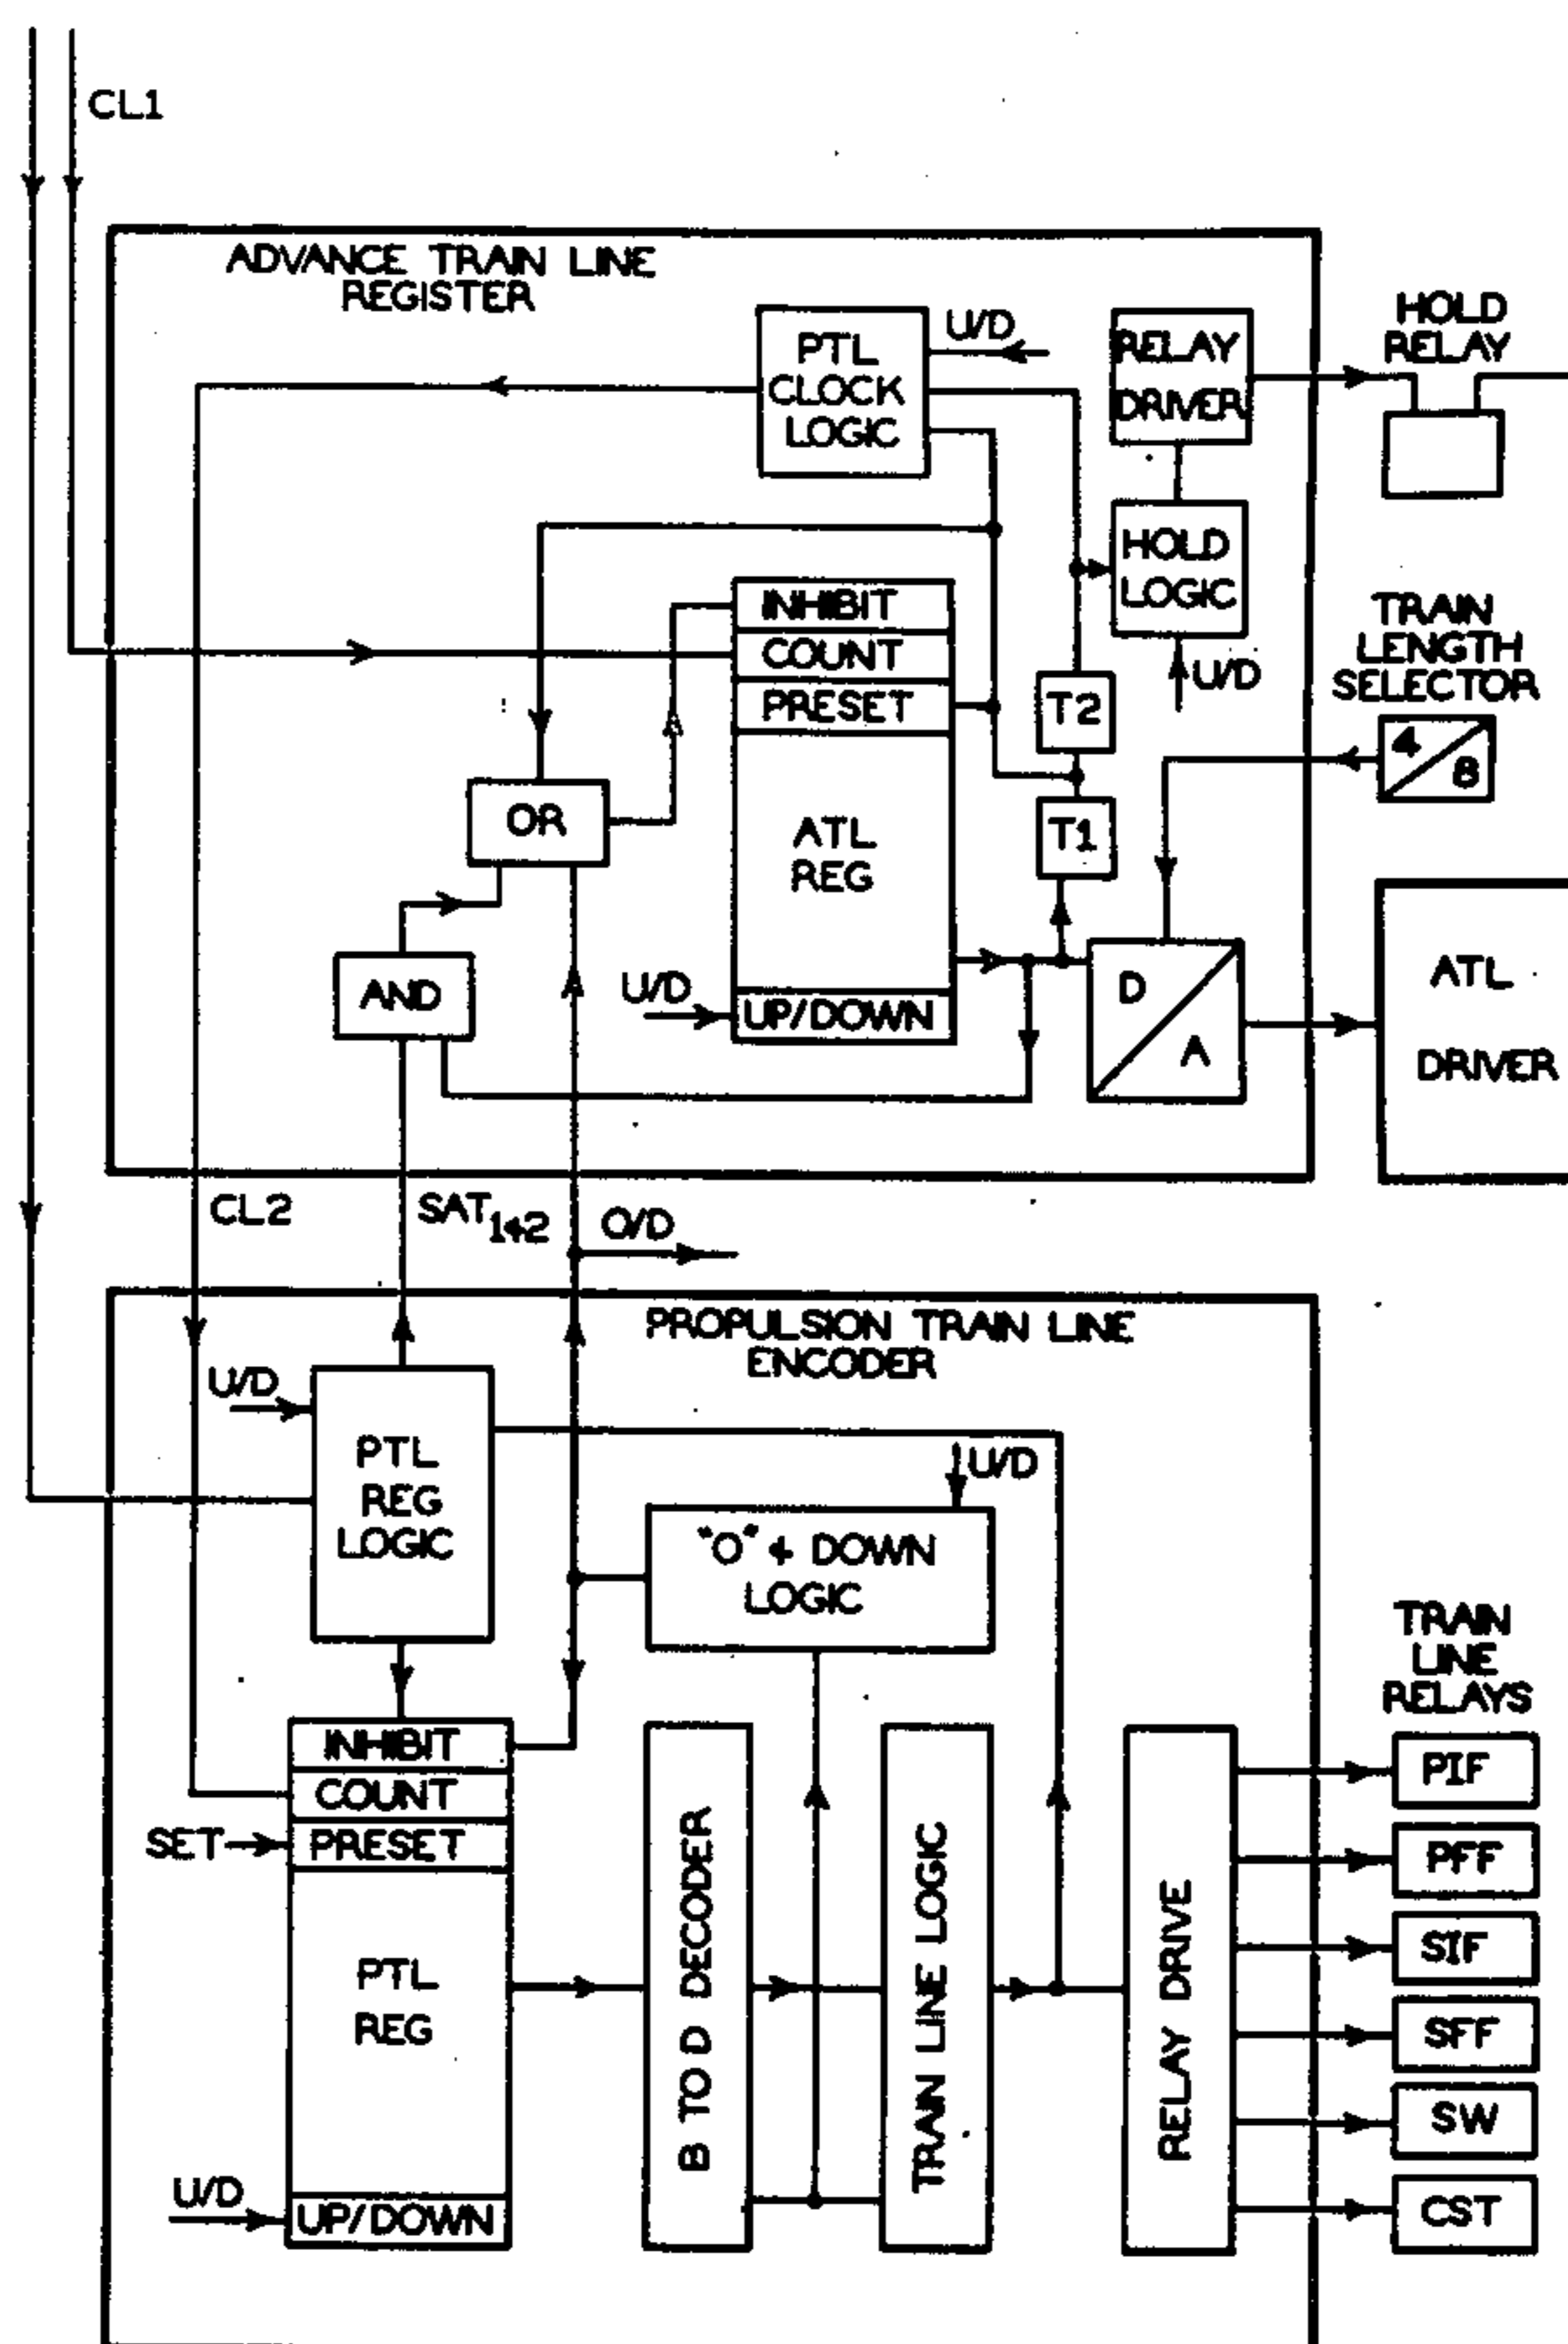 CL1
ADVANCE TRAIN LINE
REGISTER
PTL
CLOCK
LOGIC
U/D
RELAY
DRIVER
HOLD
RELAY
HOLD
LOGIC
U/D
INHIBIT
COUNT
PRESET
ATL
REG
U/D
UP/DOWN
T2
T1
TRAIN
LENGTH
SELECTOR
4/8
OR
AND
D/A
ATL
DRIVER
CL2
SAT1&2
O/D
PROPULSION TRAIN LINE
ENCODER
U/D
PTL
REG
LOGIC
U/D
"O" & DOWN
LOGIC
INHIBIT
COUNT
SET
PRESET
PTL
REG
U/D
UP/DOWN
B TO D DECODER
TRAIN LINE LOGIC
RELAY DRIVE
TRAIN
LINE
RELAYS
PIF
PFF
SIF
SFF
SW
CST